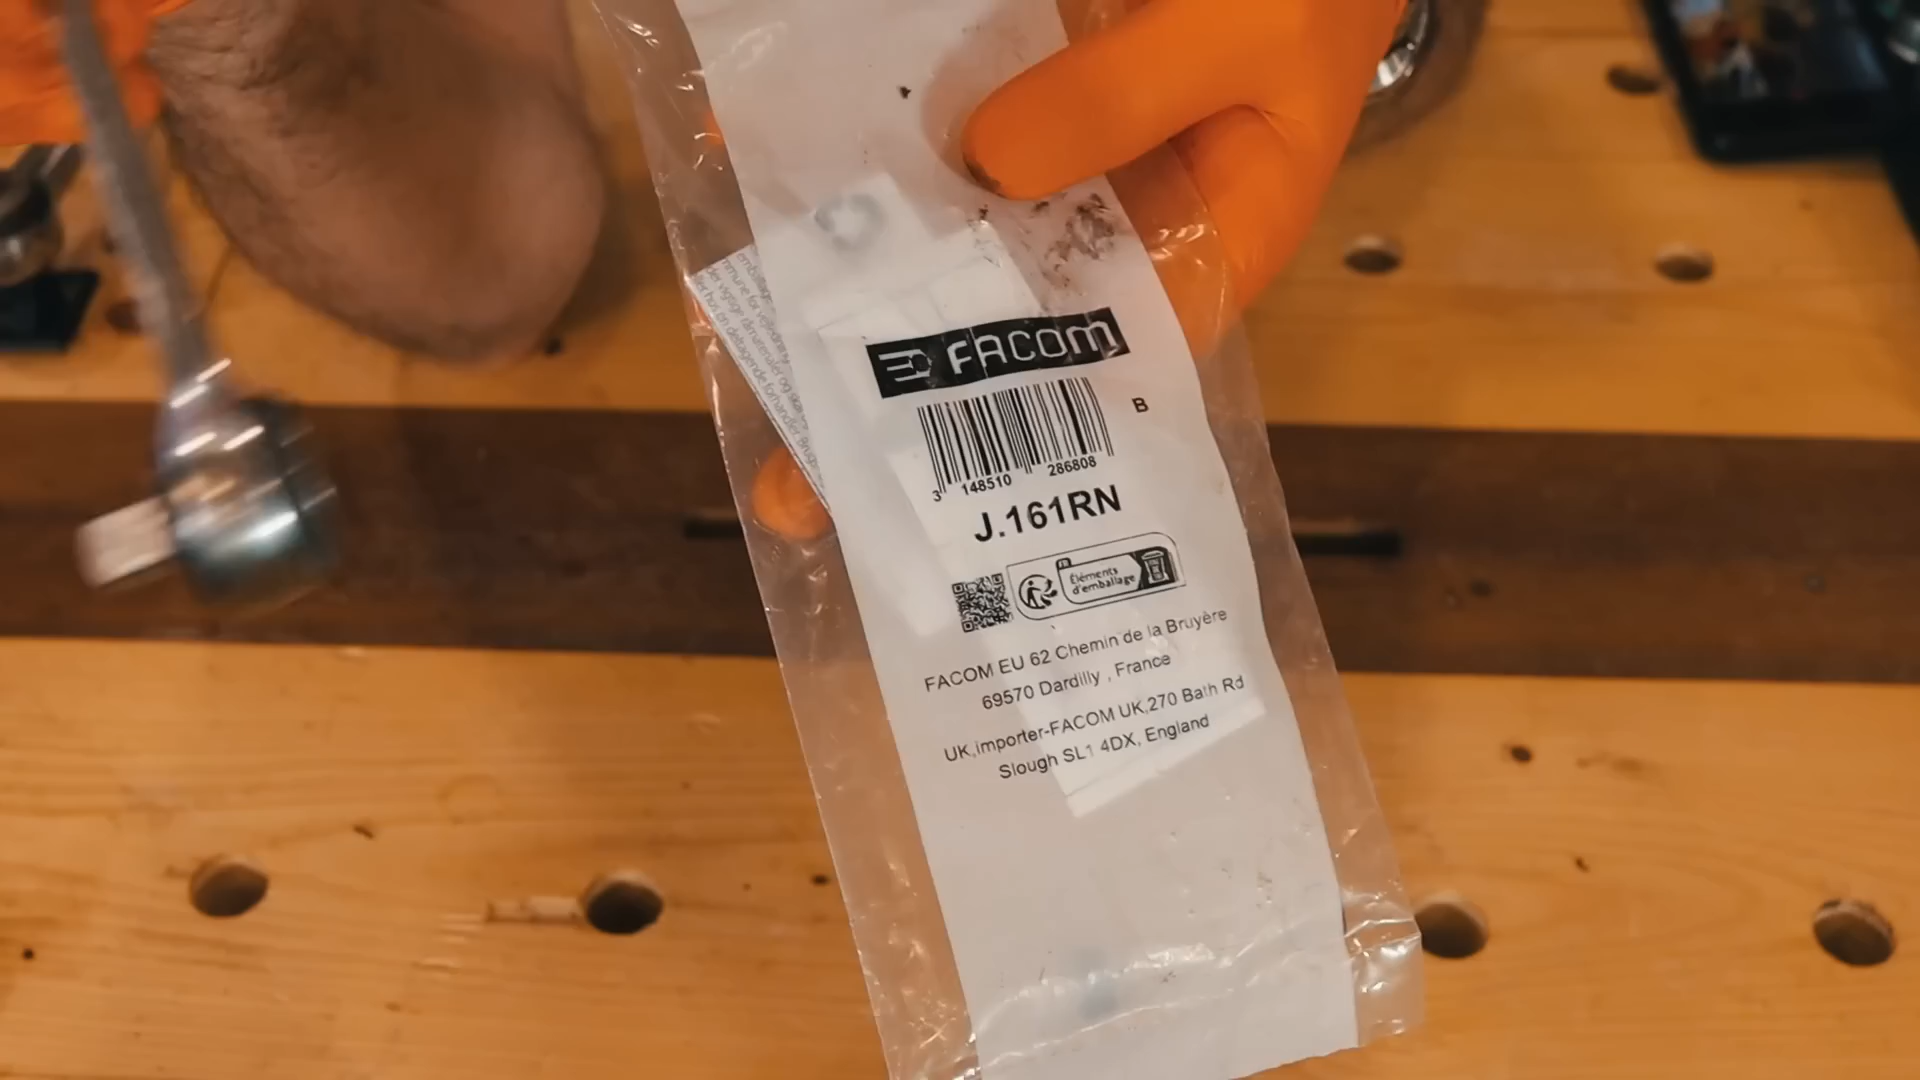 FACOM
B
3 148510 286808
J.161RN
FR
Éléments
d'emballage
FACOM EU 62 Chemin de la Bruyère
69570 Dardilly , France
UK,importer-FACOM UK,270 Bath Rd
Slough SL1 4DX, England